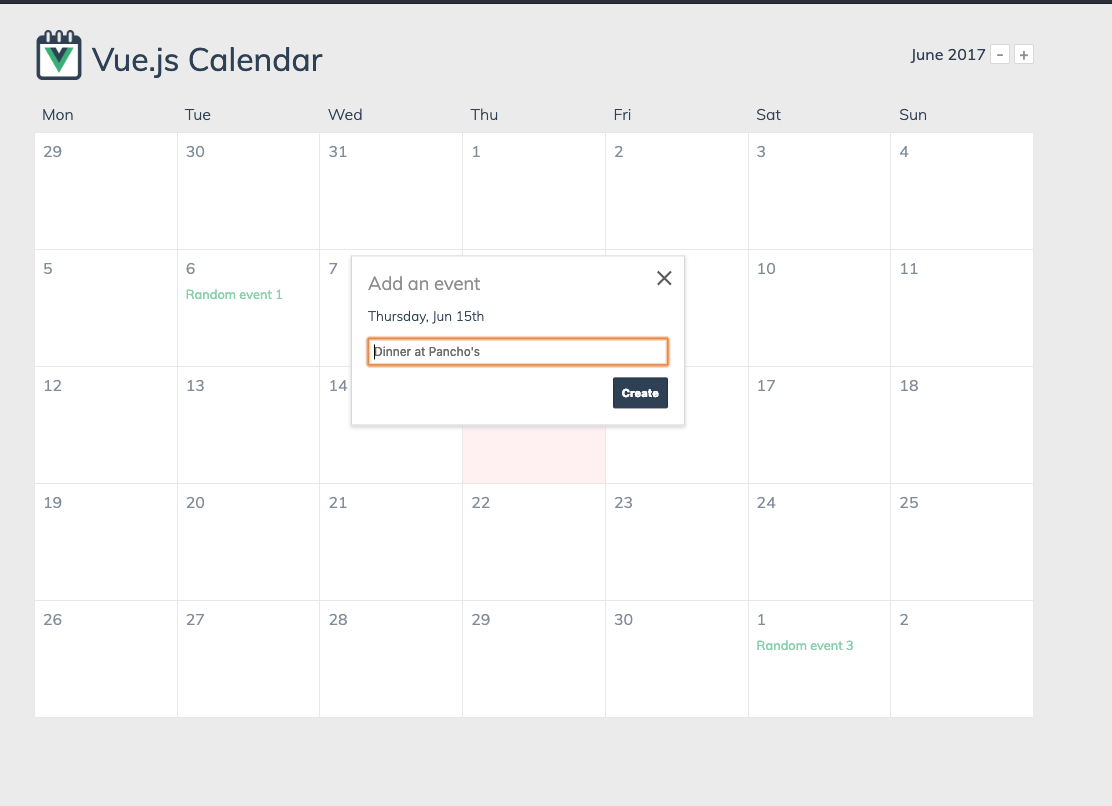 Vue.js Calendar
June 2017 - +
Mon Tue Wed Thu Fri Sat Sun
29 30 31 1 2 3 4
5 6 7 10 11
Random event 1
Add an event
Thursday, Jun 15th
Dinner at Pancho's
Create
12 13 14 17 18
19 20 21 22 23 24 25
26 27 28 29 30 1 2
Random event 3